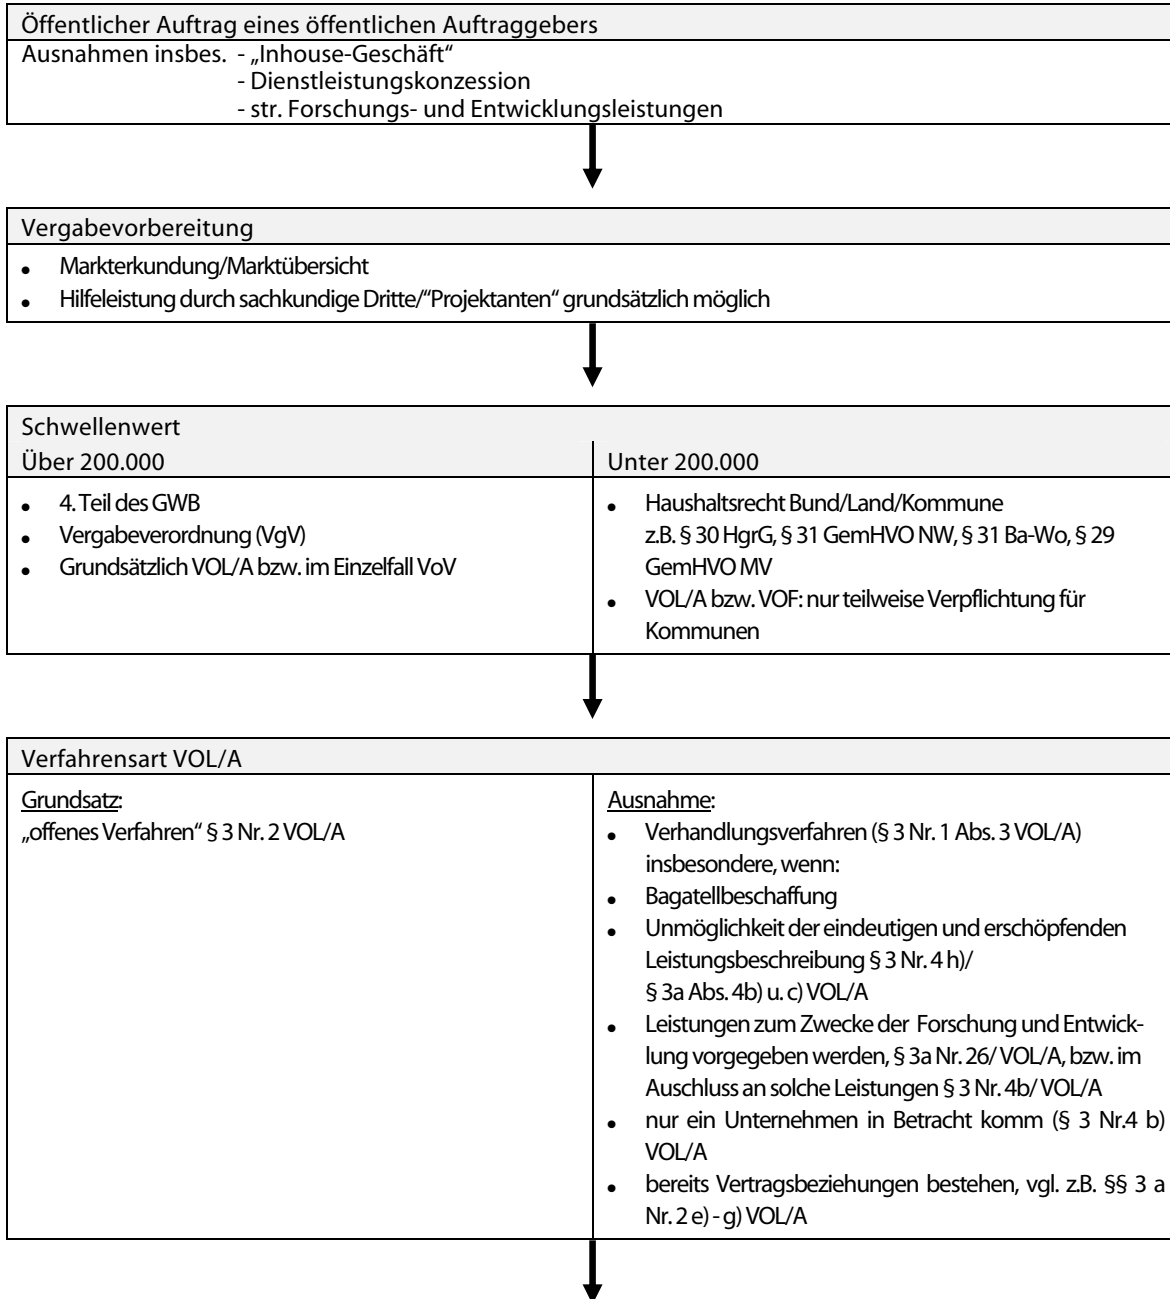 Öffentlicher Auftrag eines öffentlichen Auftraggebers
Ausnahmen insbes. - „Inhouse-Geschäft“
- Dienstleistungskonzession
- str. Forschungs- und Entwicklungsleistungen
Vergabevorbereitung
• Markterkundung/Marktübersicht
• Hilfeleistung durch sachkundige Dritte/“Projektanten“ grundsätzlich möglich
Schwellenwert
Über 200.000
• 4. Teil des GWB
• Vergabeverordnung (VgV)
• Grundsätzlich VOL/A bzw. im Einzelfall VoV
Unter 200.000
• Haushaltsrecht Bund/Land/Kommune
z.B. § 30 HgrG, § 31 GemHVO NW, § 31 Ba-Wo, § 29
GemHVO MV
• VOL/A bzw. VOF: nur teilweise Verpflichtung für
Kommunen
Verfahrensart VOL/A
Grundsatz:
„offenes Verfahren“ § 3 Nr. 2 VOL/A
Ausnahme:
• Verhandlungsverfahren (§ 3 Nr. 1 Abs. 3 VOL/A)
insbesondere, wenn:
• Bagatellbeschaffung
• Unmöglichkeit der eindeutigen und erschöpfenden
Leistungsbeschreibung § 3 Nr. 4 h)/
§ 3a Abs. 4b) u. c) VOL/A
• Leistungen zum Zwecke der Forschung und Entwick-
lung vorgegeben werden, § 3a Nr. 26/ VOL/A, bzw. im
Auschluss an solche Leistungen § 3 Nr. 4b/ VOL/A
• nur ein Unternehmen in Betracht komm (§ 3 Nr.4 b)
VOL/A
• bereits Vertragsbeziehungen bestehen, vgl. z.B. §§ 3 a
Nr. 2 e) - g) VOL/A